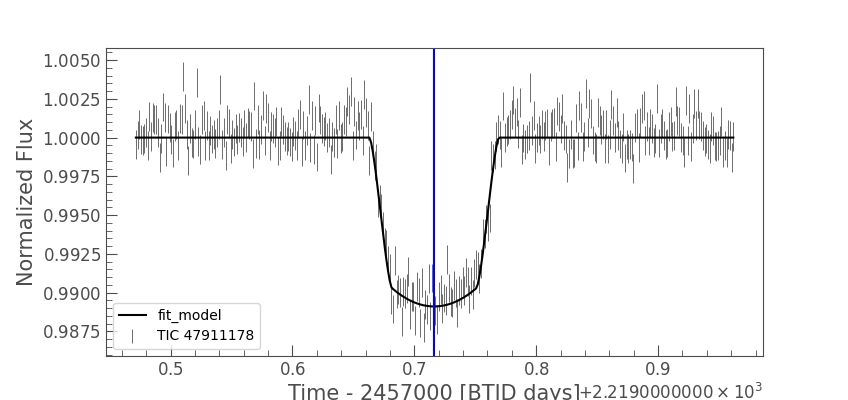 1.0050
1.0025
1.0000
0.9975
0.9950
0.9925
0.9900
0.9875
Normalized Flux
fit_model
TIC 47911178
0.5 0.6 0.7 0.8 0.9
Time - 2457000 [BTJD days]
+2.2190000000 × 10³